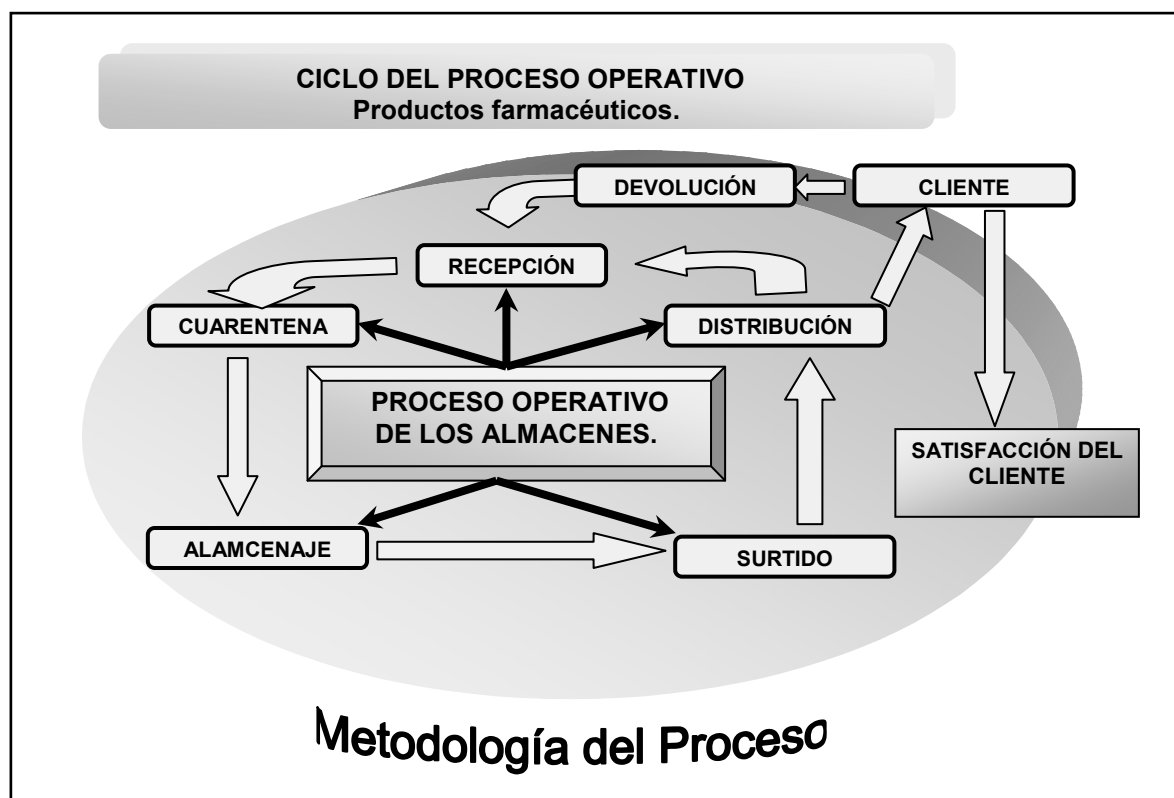 CICLO DEL PROCESO OPERATIVO
Productos farmacéuticos.
DEVOLUCIÓN
CLIENTE
RECEPCIÓN
CUARENTENA
DISTRIBUCIÓN
PROCESO OPERATIVO
DE LOS ALMACENES.
SATISFACCIÓN DEL
CLIENTE
ALAMCENAJE
SURTIDO
Metodología del Proceso